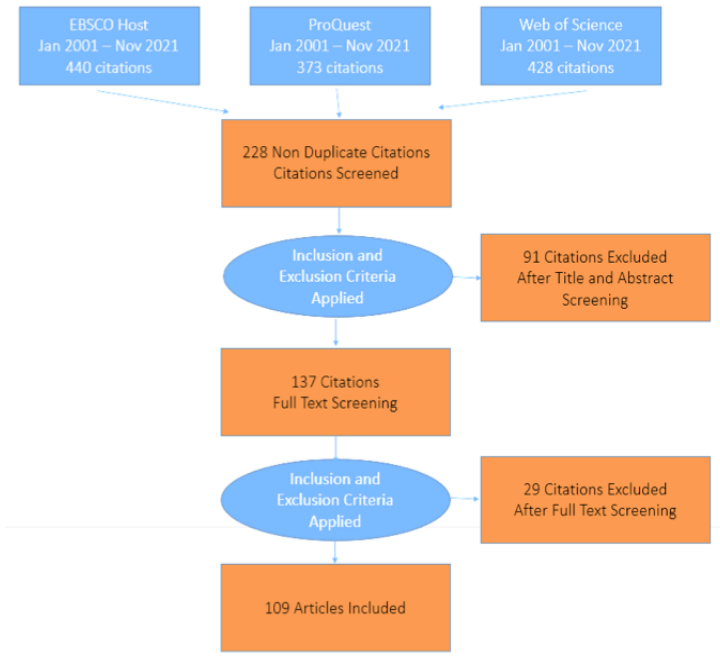 EBSCO Host
Jan 2001 – Nov 2021
440 citations
ProQuest
Jan 2001 – Nov 2021
373 citations
Web of Science
Jan 2001 – Nov 2021
428 citations
228 Non Duplicate Citations
Citations Screened
Inclusion and
Exclusion Criteria
Applied
91 Citations Excluded
After Title and Abstract
Screening
137 Citations
Full Text Screening
Inclusion and
Exclusion Criteria
Applied
29 Citations Excluded
After Full Text Screening
109 Articles Included